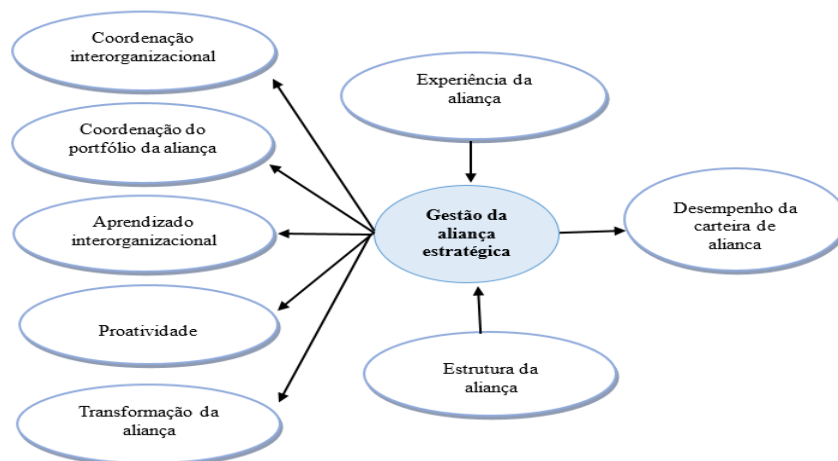 Coordenação
interorganizacional
Coordenação do
portfólio da aliança
Aprendizado
interorganizacional
Proatividade
Transformação da
aliança
Experiência da
aliança
Gestão da
aliança
estratégica
Estrutura da
aliança
Desempenho da
carteira de
alianca